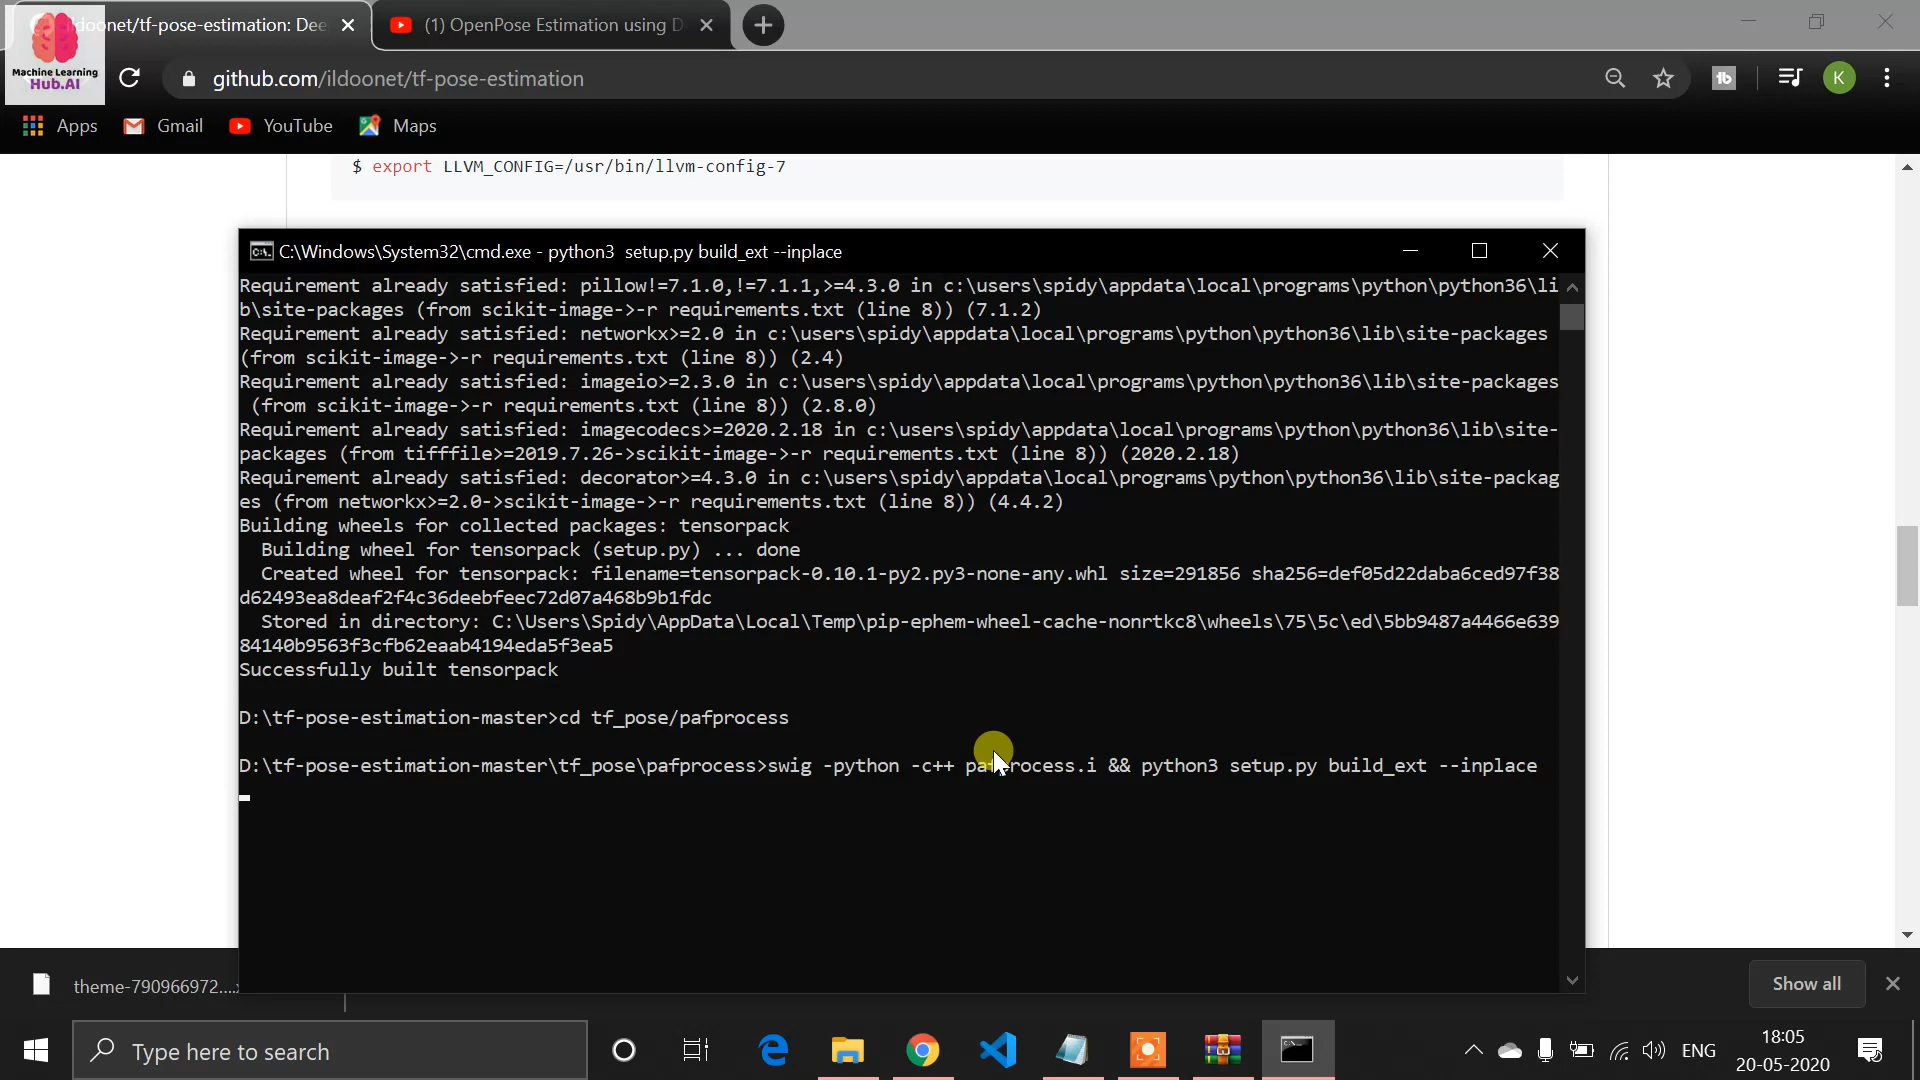 ildoonet/tf-pose-estimation: Dee
(1) OpenPose Estimation using D
Machine Learning
Hub.AI
github.com/ildoonet/tf-pose-estimation
tb
K
Apps
Gmail
YouTube
Maps
$ export LLVM_CONFIG=/usr/bin/llvm-config-7
C:\Windows\System32\cmd.exe - python3  setup.py build_ext --inplace
Requirement already satisfied: pillow!=7.1.0,!=7.1.1,>=4.3.0 in c:\users\spidy\appdata\local\programs\python\python36\li
b\site-packages (from scikit-image->-r requirements.txt (line 8)) (7.1.2)
Requirement already satisfied: networkx>=2.0 in c:\users\spidy\appdata\local\programs\python\python36\lib\site-packages
(from scikit-image->-r requirements.txt (line 8)) (2.4)
Requirement already satisfied: imageio>=2.3.0 in c:\users\spidy\appdata\local\programs\python\python36\lib\site-packages
(from scikit-image->-r requirements.txt (line 8)) (2.8.0)
Requirement already satisfied: imagecodecs>=2020.2.18 in c:\users\spidy\appdata\local\programs\python\python36\lib\site-
packages (from tifffile>=2019.7.26->scikit-image->-r requirements.txt (line 8)) (2020.2.18)
Requirement already satisfied: decorator>=4.3.0 in c:\users\spidy\appdata\local\programs\python\python36\lib\site-packag
es (from networkx>=2.0->scikit-image->-r requirements.txt (line 8)) (4.4.2)
Building wheels for collected packages: tensorpack
Building wheel for tensorpack (setup.py) ... done
Created wheel for tensorpack: filename=tensorpack-0.10.1-py2.py3-none-any.whl size=291856 sha256=def05d22daba6ced97f38
d62493ea8deaf2f4c36deebfeec72d07a468b9b1fdc
Stored in directory: C:\Users\Spidy\AppData\Local\Temp\pip-ephem-wheel-cache-nonrtkc8\wheels\75\5c\ed\5bb9487a4466e639
84140b9563f3cfb62eaab4194eda5f3ea5
Successfully built tensorpack
D:\tf-pose-estimation-master>cd tf_pose/pafprocess
D:\tf-pose-estimation-master\tf_pose\pafprocess>swig -python -c++ pafprocess.i && python3 setup.py build_ext --inplace
theme-790966972....x
Show all
Type here to search
ENG
18:05
20-05-2020